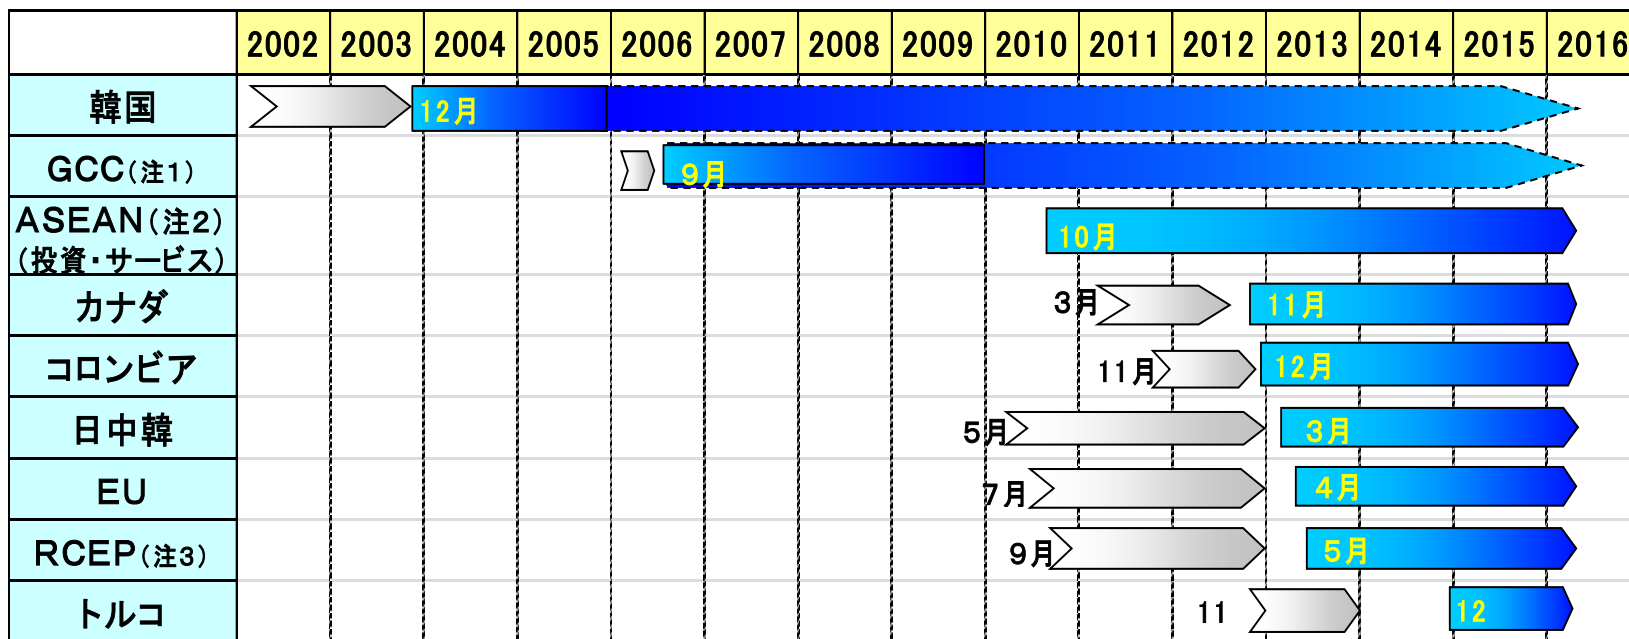 2002 2003 2004 2005 2006 2007 2008 2009 2010 2011 2012 2013 2014 2015 2016
韓国 12月
GCC(注1) 9月
ASEAN(注2)
(投資・サービス) 10月
カナダ 3月 11月
コロンビア 11月 12月
日中韓 5月 3月
EU 7月 4月
RCEP(注3) 9月 5月
トルコ 11 12